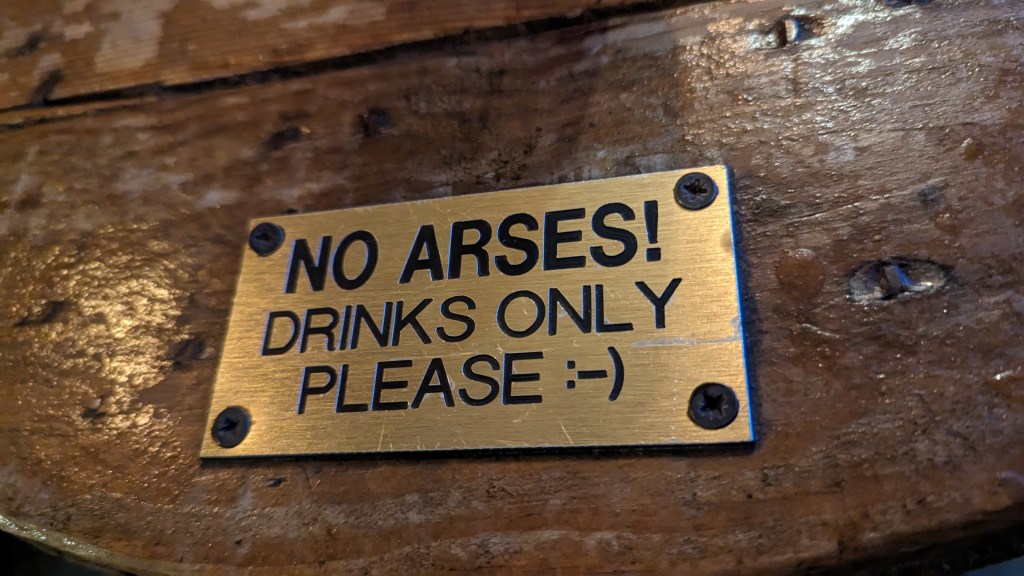 NO ARSES!
DRINKS ONLY
PLEASE :-)